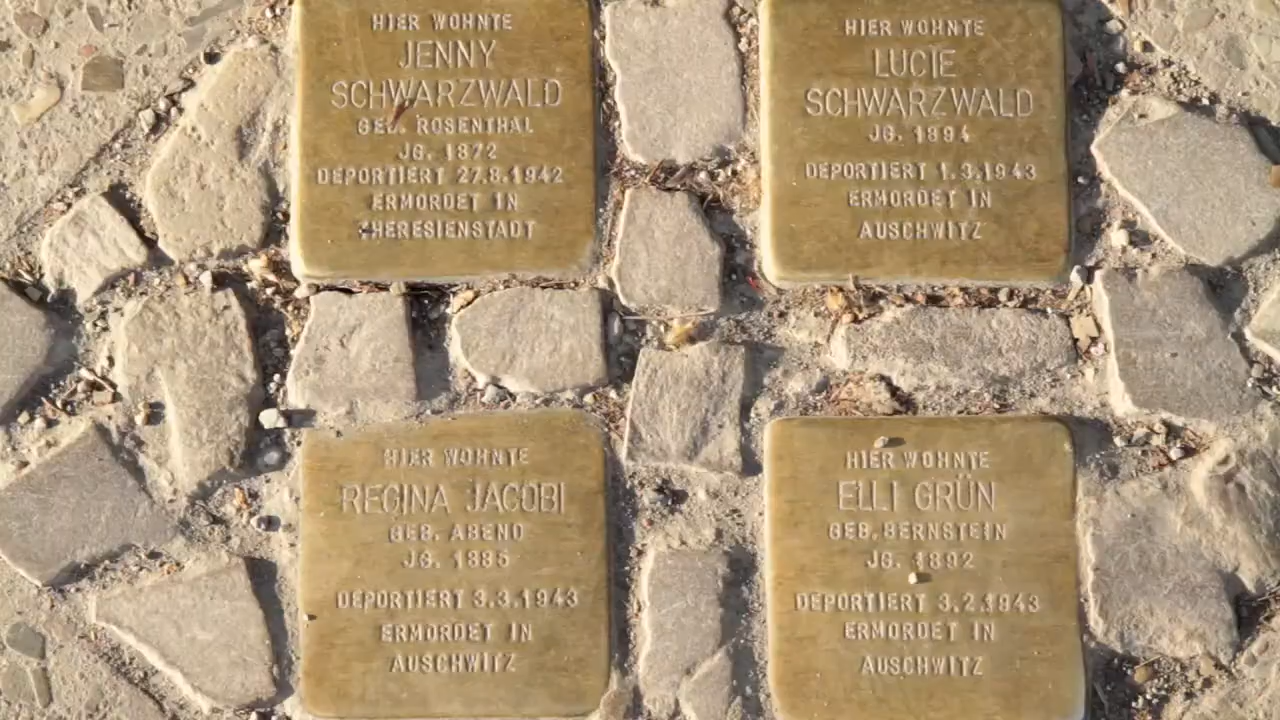 HIER WOHNTE
JENNY
SCHWARZWALD
GEB. ROSENTHAL
JG. 1872
DEPORTIERT 27.8.1942
ERMORDET IN
THERESIENSTADT
HIER WOHNTE
LUCIE
SCHWARZWALD
JG. 1894
DEPORTIERT 1.3.1943
ERMORDET IN
AUSCHWITZ
HIER WOHNTE
REGINA JACOBI
GEB. ABEND
JG. 1885
DEPORTIERT 3.3.1943
ERMORDET IN
AUSCHWITZ
HIER WOHNTE
ELLI GRÜN
GEB. BERNSTEIN
JG. 1892
DEPORTIERT 3.2.1943
ERMORDET IN
AUSCHWITZ